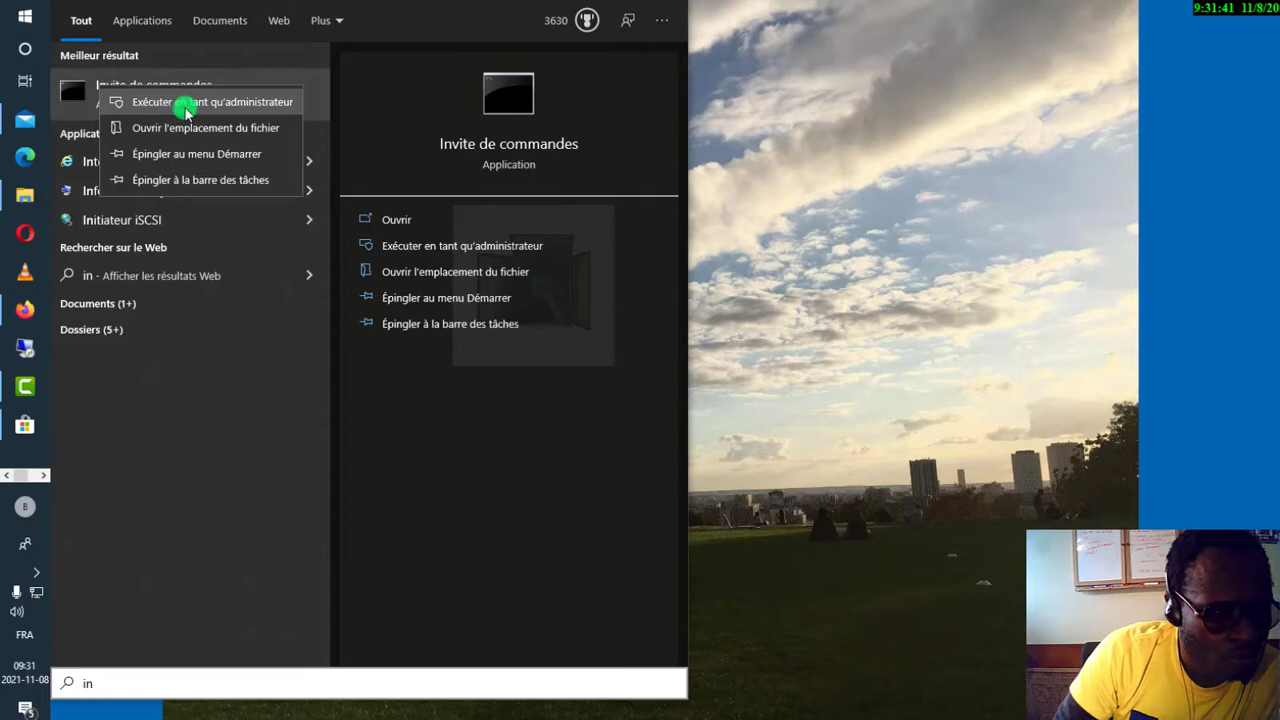 9:31:41 11/8/20
Tout Applications Documents Web Plus 3630
Meilleur résultat
Invite de commandes
Exécuter en tant qu'administrateur
Ouvrir l'emplacement du fichier
Épingler au menu Démarrer
Épingler à la barre des tâches
Initiateur iSCSI
Rechercher sur le Web
in - Afficher les résultats Web
Documents (1+)
Dossiers (5+)
Invite de commandes
Application
Ouvrir
Exécuter en tant qu'administrateur
Ouvrir l'emplacement du fichier
Épingler au menu Démarrer
Épingler à la barre des tâches
B
FRA
09:31
2021-11-08
5
in